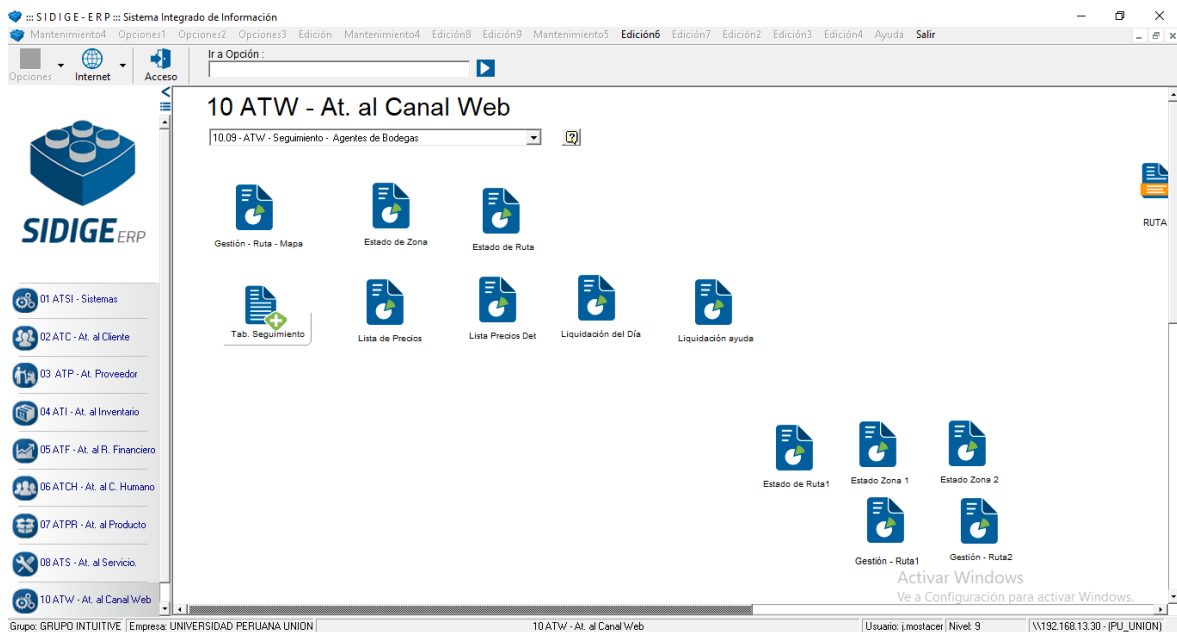 ::: S I D I G E - E R P ::: Sistema Integrado de Información
Mantenimiento4 Opciones1 Opciones2 Opciones3 Edición Mantenimiento4 Edición8 Edición9 Mantenimiento5 Edición6 Edición7 Edición2 Edición3 Edición4 Ayuda Salir
Opciones Internet Acceso
Ir a Opción :
10 ATW - At. al Canal Web
10.09 - ATW - Seguimiento - Agentes de Bodegas
SIDIGE ERP
Gestión - Ruta - Mapa
Estado de Zona
Estado de Ruta
RUTA
Tab. Seguimiento
Lista de Precios
Lista Precios Det
Liquidación del Día
Liquidación ayuda
01 ATSI - Sistemas
02 ATC - At. al Cliente
03 ATP - At. Proveedor
04 ATI - At. al Inventario
05 ATF - At. al R. Financiero
06 ATCH - At. al C. Humano
07 ATPR - At. al Producto
08 ATS - At. al Servicio.
10 ATW - At. al Canal Web
Estado de Ruta1
Estado Zona 1
Estado Zona 2
Gestión - Ruta1
Gestión - Ruta2
Activar Windows
Ve a Configuración para activar Windows.
Grupo: GRUPO INTUITIVE Empresa: UNIVERSIDAD PERUANA UNION 10 ATW - At. al Canal Web Usuario: j.mostacer Nivel: 9 \\192.168.13.30 - (PU_UNION)